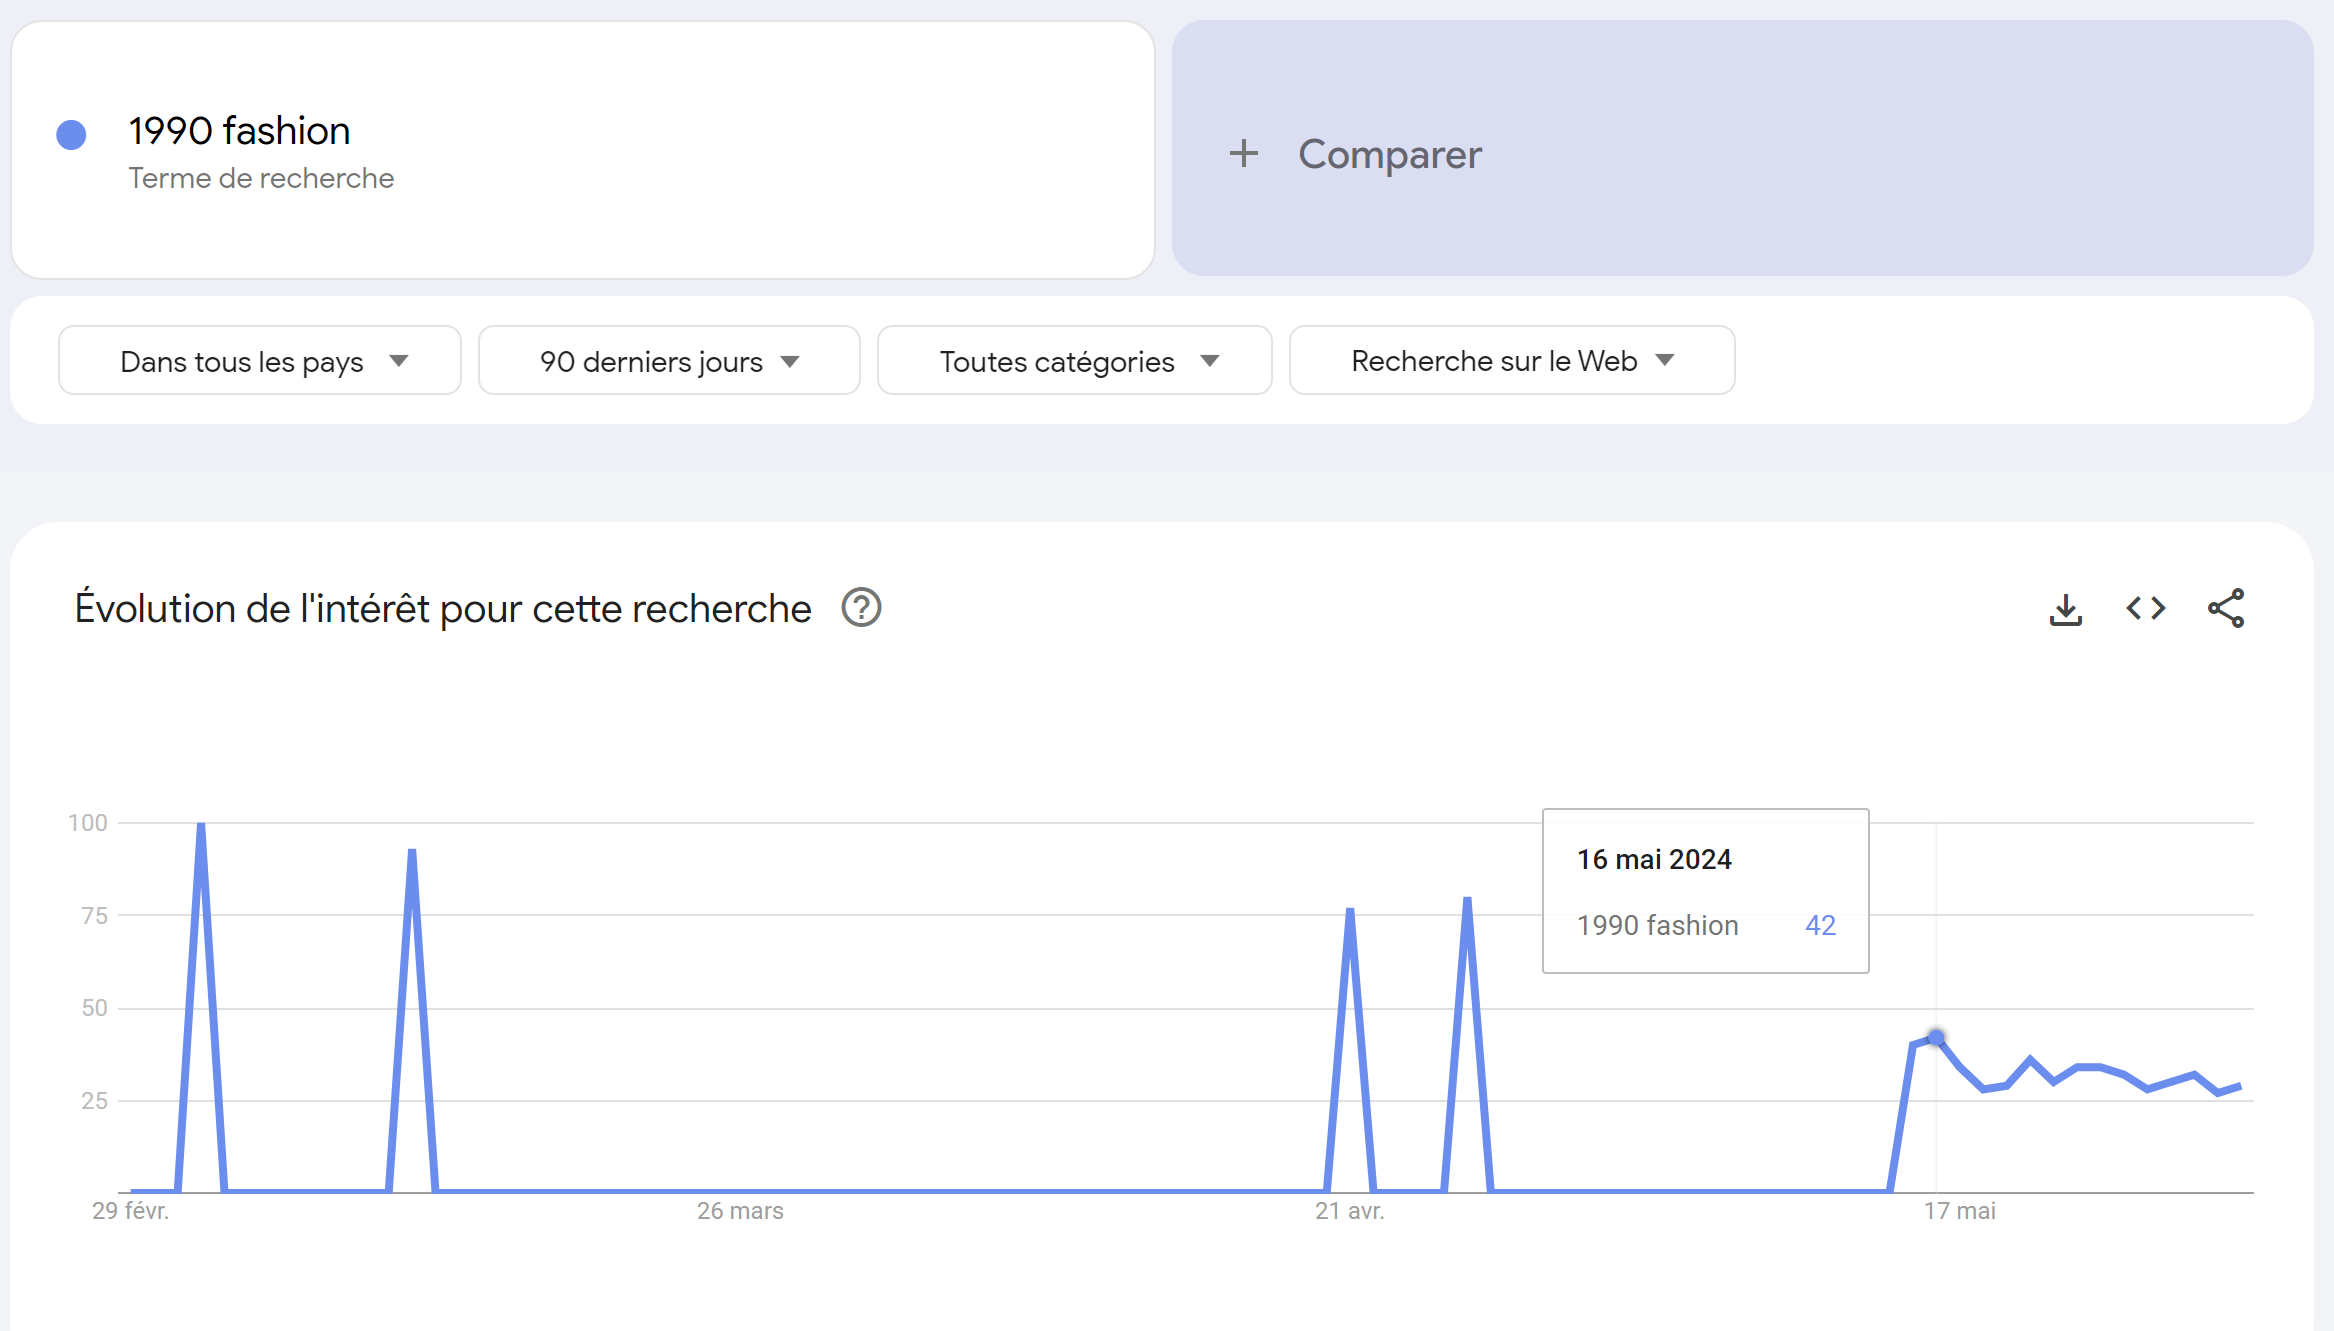 1990 fashion
Terme de recherche
+ Comparer
Dans tous les pays
90 derniers jours
Toutes catégories
Recherche sur le Web
Évolution de l'intérêt pour cette recherche
100
75
50
25
16 mai 2024
1990 fashion 42
29 févr.
26 mars
21 avr.
17 mai